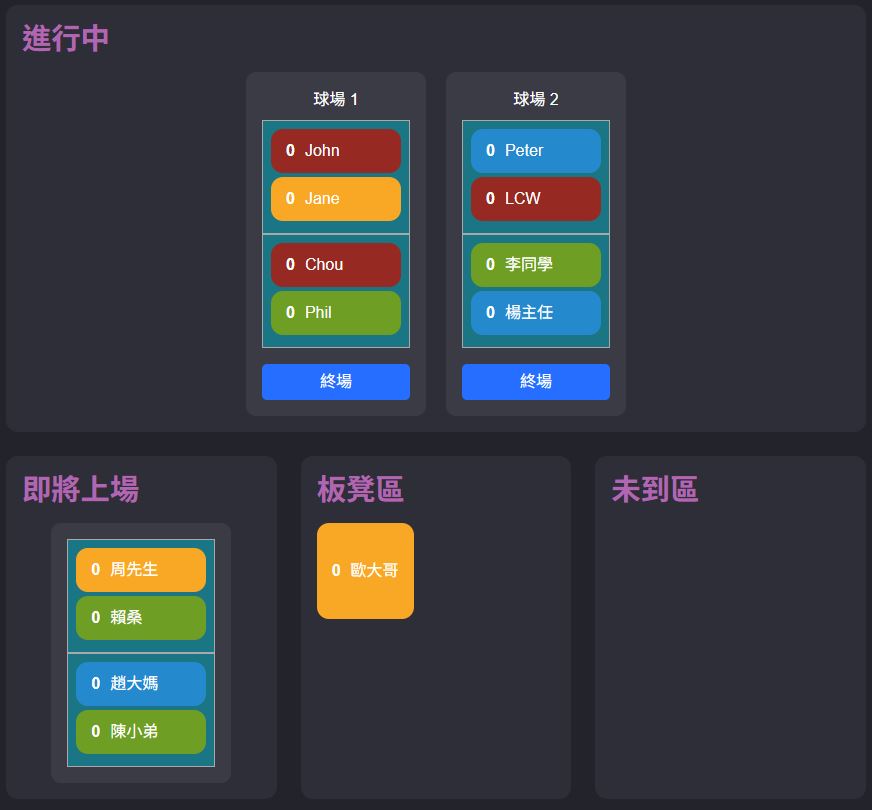 進行中
球場 1
0 John
0 Jane
0 Chou
0 Phil
終場
球場 2
0 Peter
0 LCW
0 李同學
0 楊主任
終場
即將上場
0 周先生
0 賴桑
0 趙大媽
0 陳小弟
板凳區
0 歐大哥
未到區